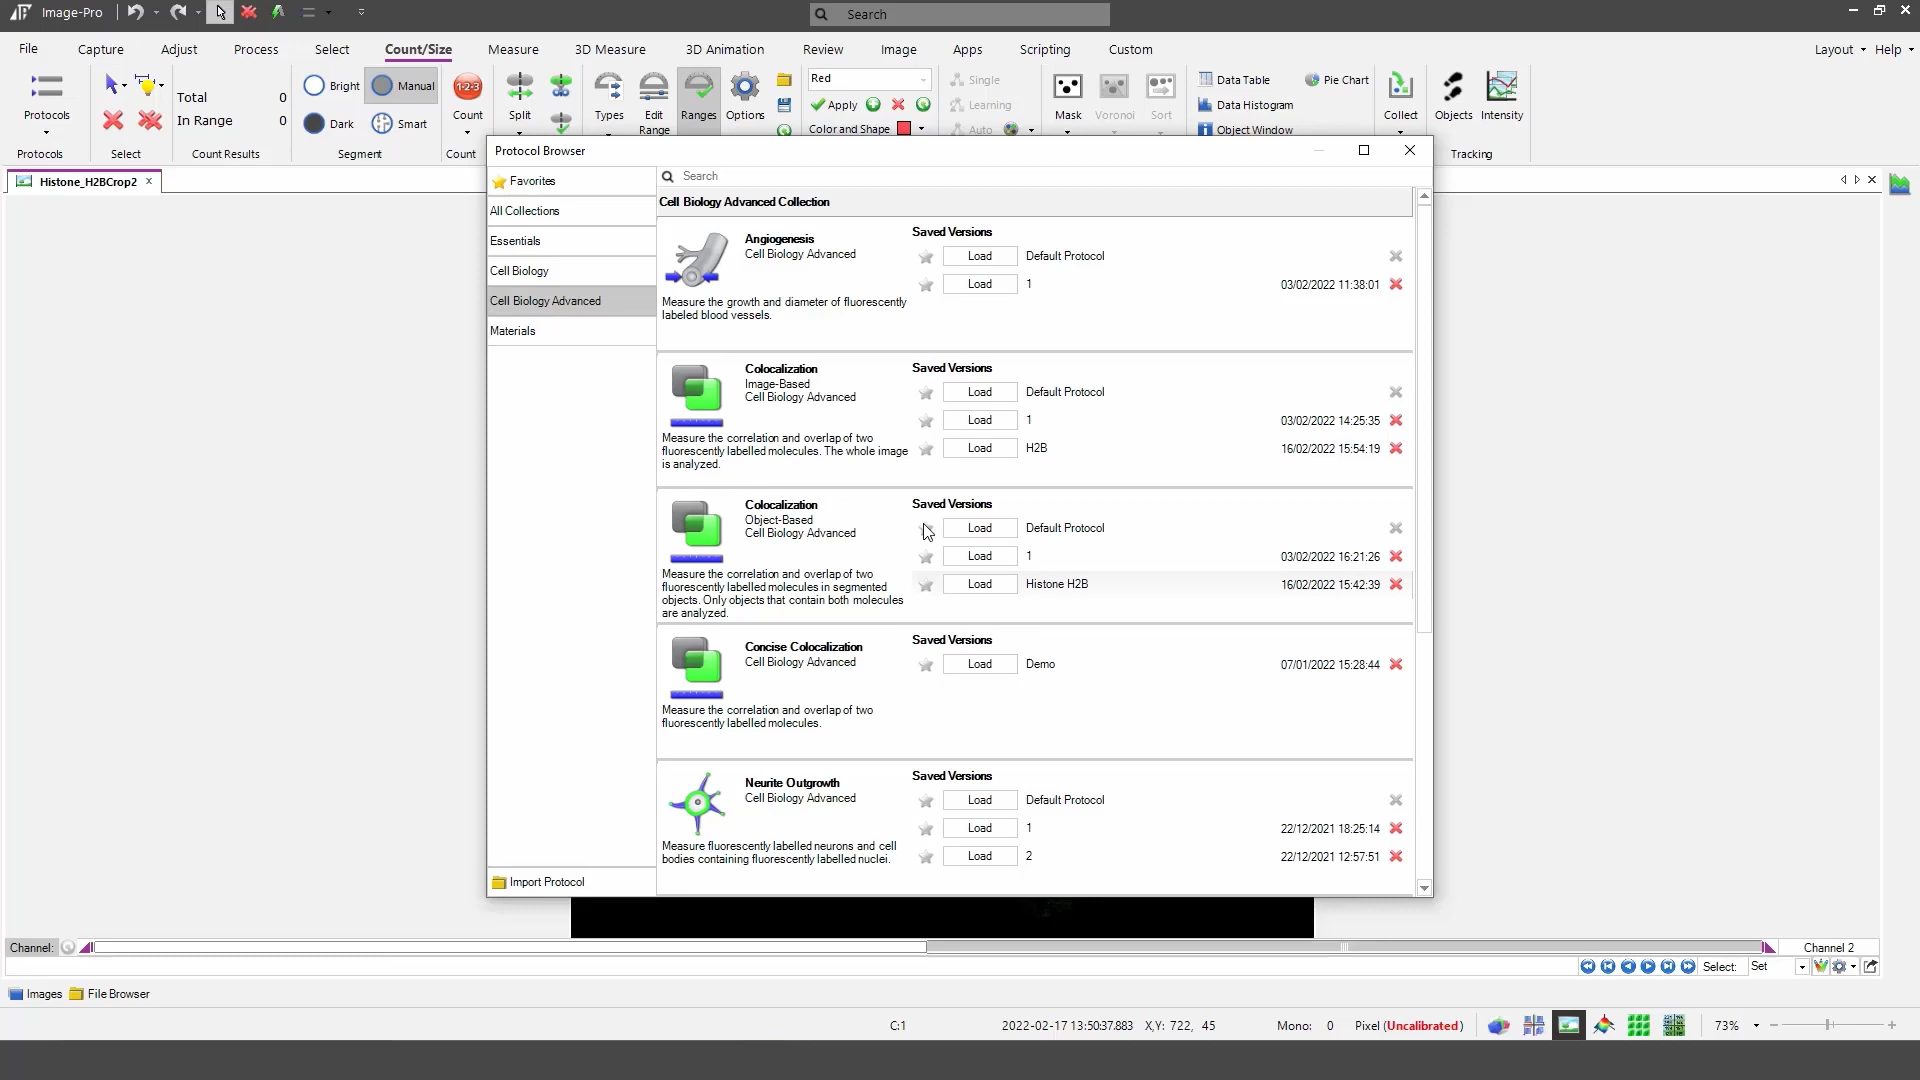 Image-Pro
Search
File Capture Adjust Process Select Count/Size Measure 3D Measure 3D Animation Review Image Apps Scripting Custom Layout Help
Protocols
Protocols
Select
Total 0
In Range 0
Count Results
Bright Manual
Dark Smart
Segment
1-2-3
Count
Count
Split
Types
Edit
Range
Ranges
Options
Red
Apply
Color and Shape
Single
Learning
Auto
Mask
Voronoi
Sort
Data Table
Data Histogram
Object Window
Pie Chart
Collect
Objects
Intensity
Tracking
Histone_H2BCrop2
Protocol Browser
Favorites
All Collections
Essentials
Cell Biology
Cell Biology Advanced
Materials
Import Protocol
Search
Cell Biology Advanced Collection
Angiogenesis
Cell Biology Advanced
Measure the growth and diameter of fluorescently
labeled blood vessels.
Saved Versions
Load Default Protocol
Load 1 03/02/2022 11:38:01
Colocalization
Image-Based
Cell Biology Advanced
Measure the correlation and overlap of two
fluorescently labelled molecules. The whole image
is analyzed.
Saved Versions
Load Default Protocol
Load 1 03/02/2022 14:25:35
Load H2B 16/02/2022 15:54:19
Colocalization
Object-Based
Cell Biology Advanced
Measure the correlation and overlap of two
fluorescently labelled molecules in segmented
objects. Only objects that contain both molecules
are analyzed.
Saved Versions
Load Default Protocol
Load 1 03/02/2022 16:21:26
Load Histone H2B 16/02/2022 15:42:39
Concise Colocalization
Cell Biology Advanced
Measure the correlation and overlap of two
fluorescently labelled molecules.
Saved Versions
Load Demo 07/01/2022 15:28:44
Neurite Outgrowth
Cell Biology Advanced
Measure fluorescently labelled neurons and cell
bodies containing fluorescently labelled nuclei.
Saved Versions
Load Default Protocol
Load 1 22/12/2021 18:25:14
Load 2 22/12/2021 12:57:51
Channel: Channel 2
Select: Set
Images File Browser
C:1 2022-02-17 13:50:37.883 X,Y: 722, 45 Mono: 0 Pixel (Uncalibrated) 73%